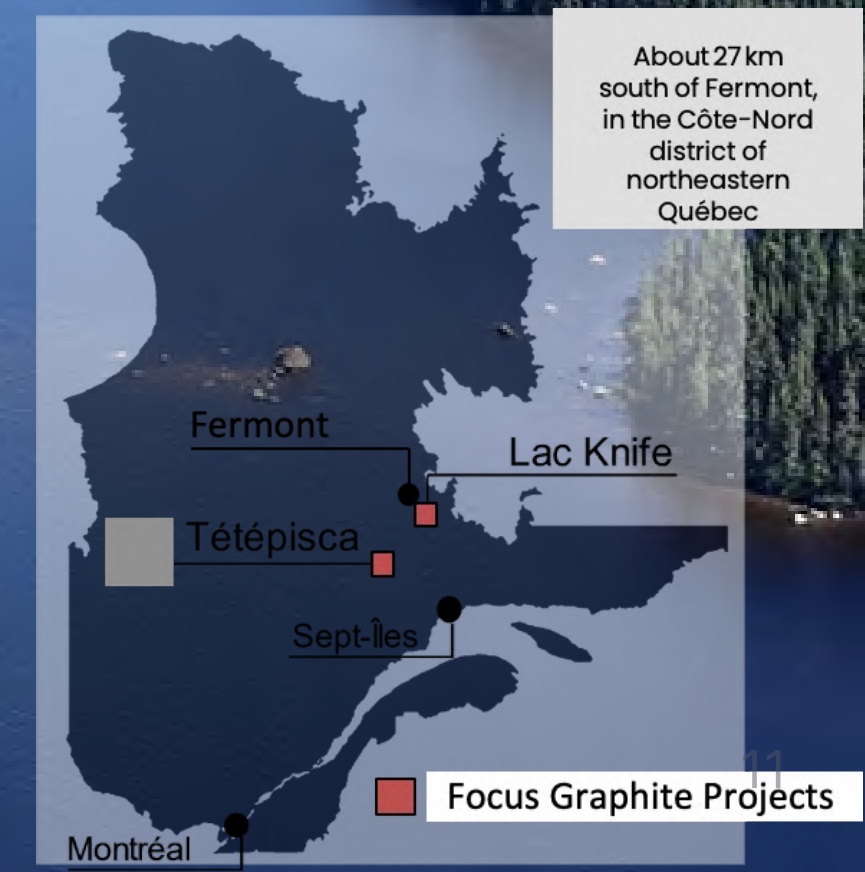 About 27 km
south of Fermont,
in the Côte-Nord
district of
northeastern
Québec
Fermont
Lac Knife
Tétépisca
Sept-Îles
11
Focus Graphite Projects
Montréal